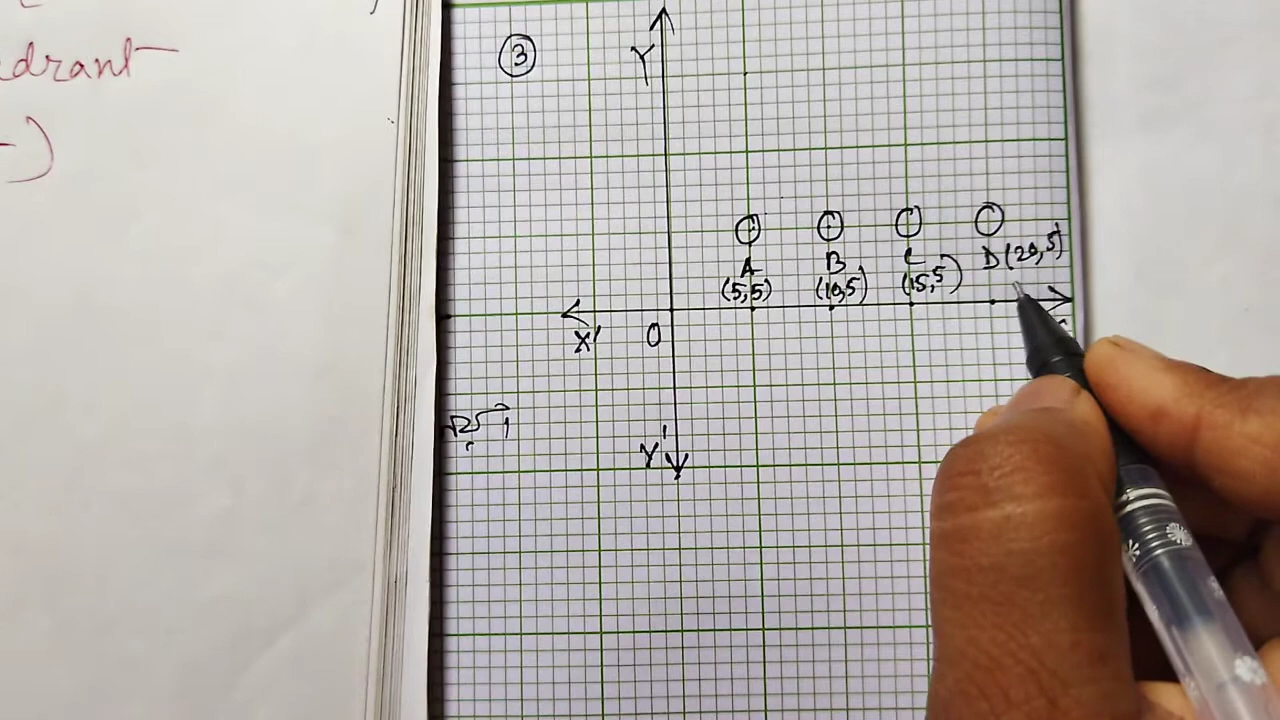 drant
-)
3
Y
A
(5,5)
B
(10,5)
C
(15,5)
D(20,5)
X'
O
Y'